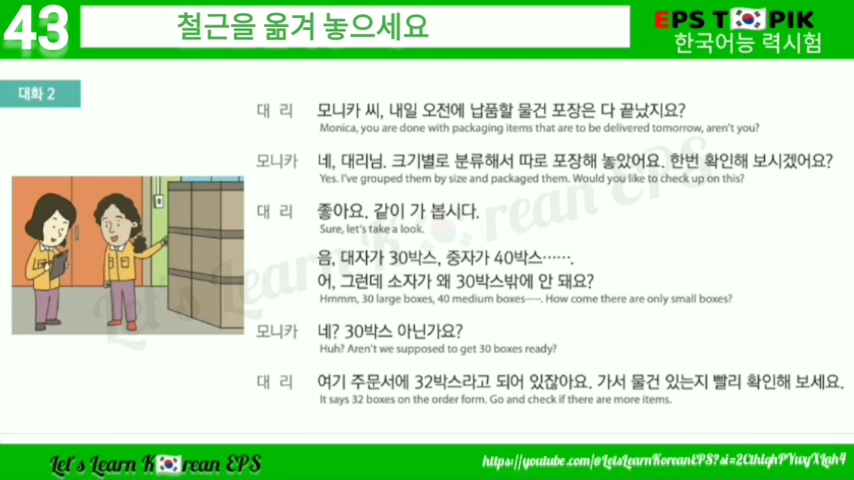 43
철근을 옮겨 놓으세요
EPS TOPIK
한국어능 력시험
대화 2
대 리 모니카 씨, 내일 오전에 납품할 물건 포장은 다 끝났지요?
Monica, you are done with packaging items that are to be delivered tomorrow, aren't you?
모니카 네, 대리님. 크기별로 분류해서 따로 포장해 놓았어요. 한번 확인해 보시겠어요?
Yes. I've grouped them by size and packaged them. Would you like to check up on this?
대 리 좋아요. 같이 가 봅시다.
Sure, let's take a look.
음, 대자가 30박스, 중자가 40박스······.
어, 그런데 소자가 왜 30박스밖에 안 돼요?
Hmmm, 30 large boxes, 40 medium boxes······. How come there are only small boxes?
모니카 네? 30박스 아닌가요?
Huh? Aren't we supposed to get 30 boxes ready?
대 리 여기 주문서에 32박스라고 되어 있잖아요. 가서 물건 있는지 빨리 확인해 보세요.
It says 32 boxes on the order form. Go and check if there are more items.
Let's Learn Korean EPS
Let's Learn Korean EPS